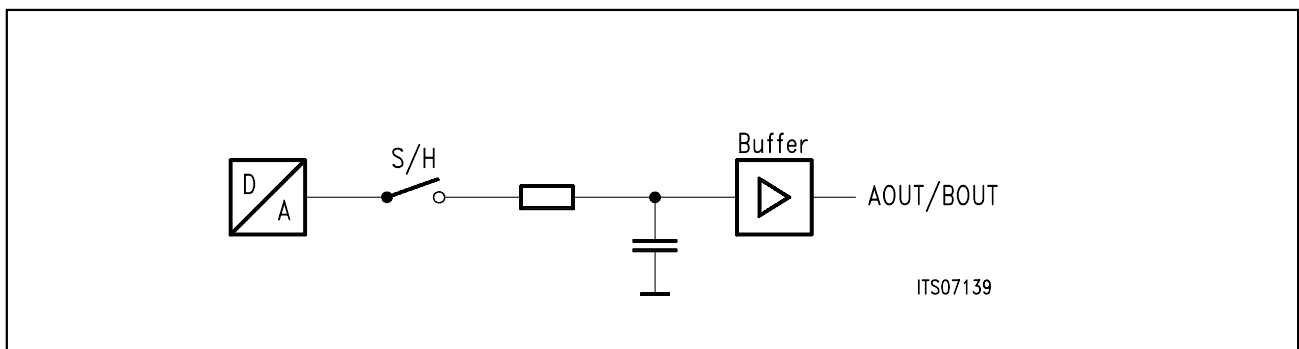 Buffer
S/H
D
A
AOUT/BOUT
ITS07139